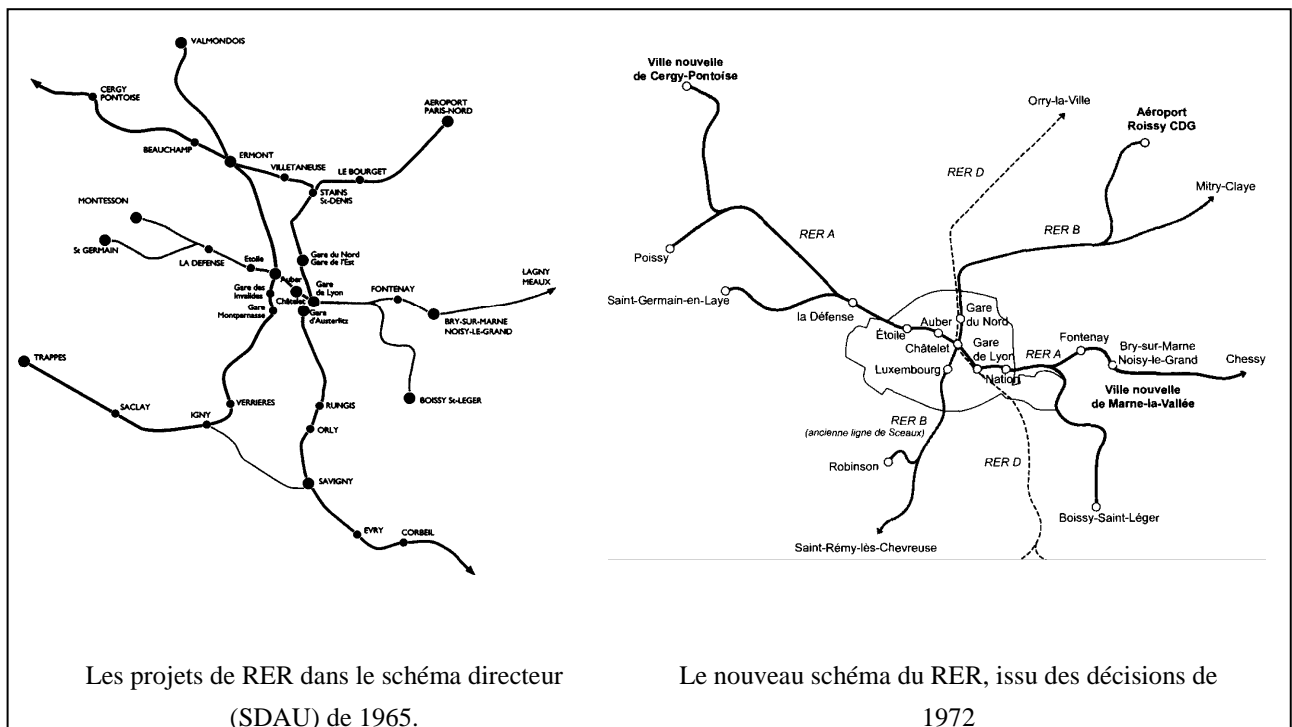 VALMONDOIS
CERGY
PONTOISE
AEROPORT
PARIS-NORD
BEAUCHAMP
ERMONT
VILLETANEUSE
LE BOURGET
STAINS
St-DENIS
MONTESSON
St GERMAIN
LA DEFENSE
Etoile
Gare du Nord
Gare de l'Est
Auber
Gare
de Lyon
Châtelet
Gare des
Invalides
Gare
Montparnasse
Gare
d'Austerlitz
FONTENAY
LAGNY
MEAUX
BRY-SUR-MARNE
NOISY-LE-GRAND
TRAPPES
SACLAY
IGNY
VERRIERES
RUNGIS
ORLY
BOISSY St-LEGER
SAVIGNY
EVRY
CORBEIL
Les projets de RER dans le schéma directeur
(SDAU) de 1965.
Ville nouvelle
de Cergy-Pontoise
Orry-la-Ville
Aéroport
Roissy CDG
RER D
Mitry-Claye
RER B
RER A
Poissy
Saint-Germain-en-Laye
la Défense
Étoile
Auber
Gare
du Nord
Châtelet
Gare
de Lyon
Luxembourg
Nation
RER A
Fontenay
Bry-sur-Marne
Noisy-le-Grand
Chessy
Ville nouvelle
de Marne-la-Vallée
RER B
(ancienne ligne de Sceaux)
Robinson
RER D
Boissy-Saint-Léger
Saint-Rémy-lès-Chevreuse
Le nouveau schéma du RER, issu des décisions de
1972